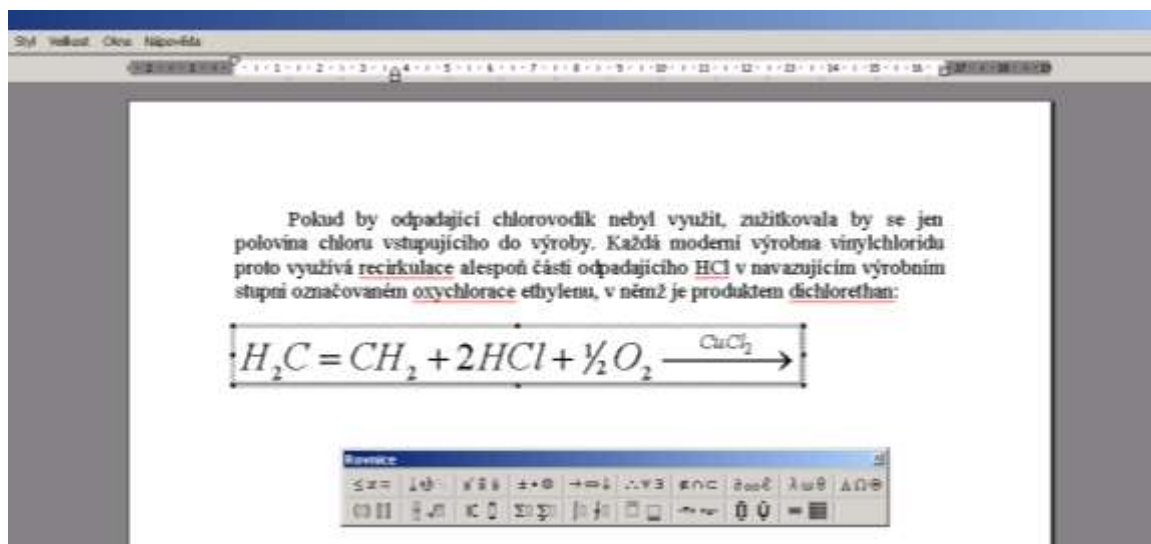 Styl Velikost Okno Nápověda
Pokud by odpadající chlorovodík nebyl využit, zužitkovala by se jen
polovina chloru vstupujícího do výroby. Každá moderní výrobna vinylchloridu
proto využívá recirkulace alespoň části odpadajícího HCl v navazujícím výrobním
stupni označovaném oxychlorace ethylenu, v němž je produktem dichlorethan:
H₂C = CH₂ + 2HCl + ½O₂ —CuCl₂→
Rovnice